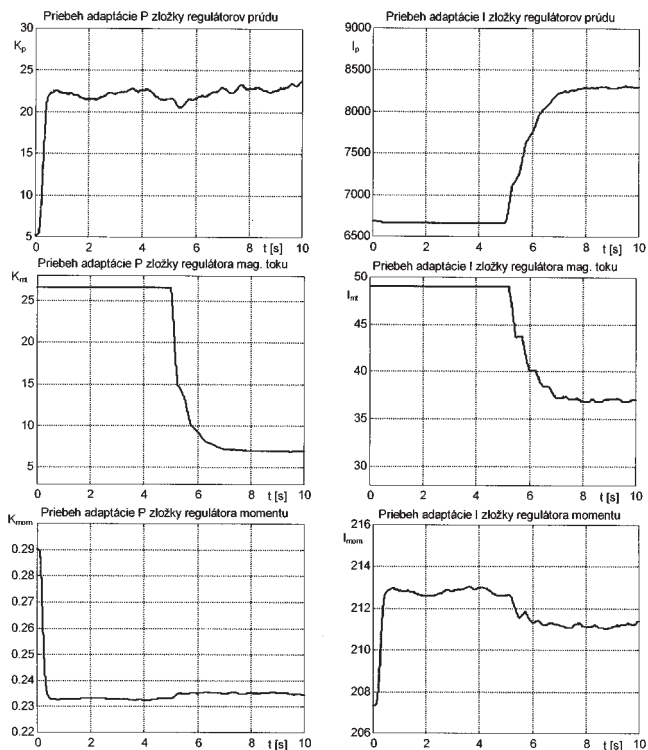 Priebeh adaptácie P zložky regulátorov prúdu
Kp
30
25
20
15
10
5
0 2 4 6 8 10
t [s]
Priebeh adaptácie I zložky regulátorov prúdu
Ip
9000
8500
8000
7500
7000
6500
0 2 4 6 8 10
t [s]
Priebeh adaptácie P zložky regulátora mag. toku
Kmt
25
20
15
10
5
0 2 4 6 8 10
t [s]
Priebeh adaptácie I zložky regulátora mag. toku
Imt
50
45
40
35
30
0 2 4 6 8 10
t [s]
Priebeh adaptácie P zložky regulátora momentu
Kmom
0.29
0.28
0.27
0.26
0.25
0.24
0.23
0.22
0 2 4 6 8 10
t [s]
Priebeh adaptácie I zložky regulátora momentu
Imom
216
214
212
210
208
206
0 2 4 6 8 10
t [s]